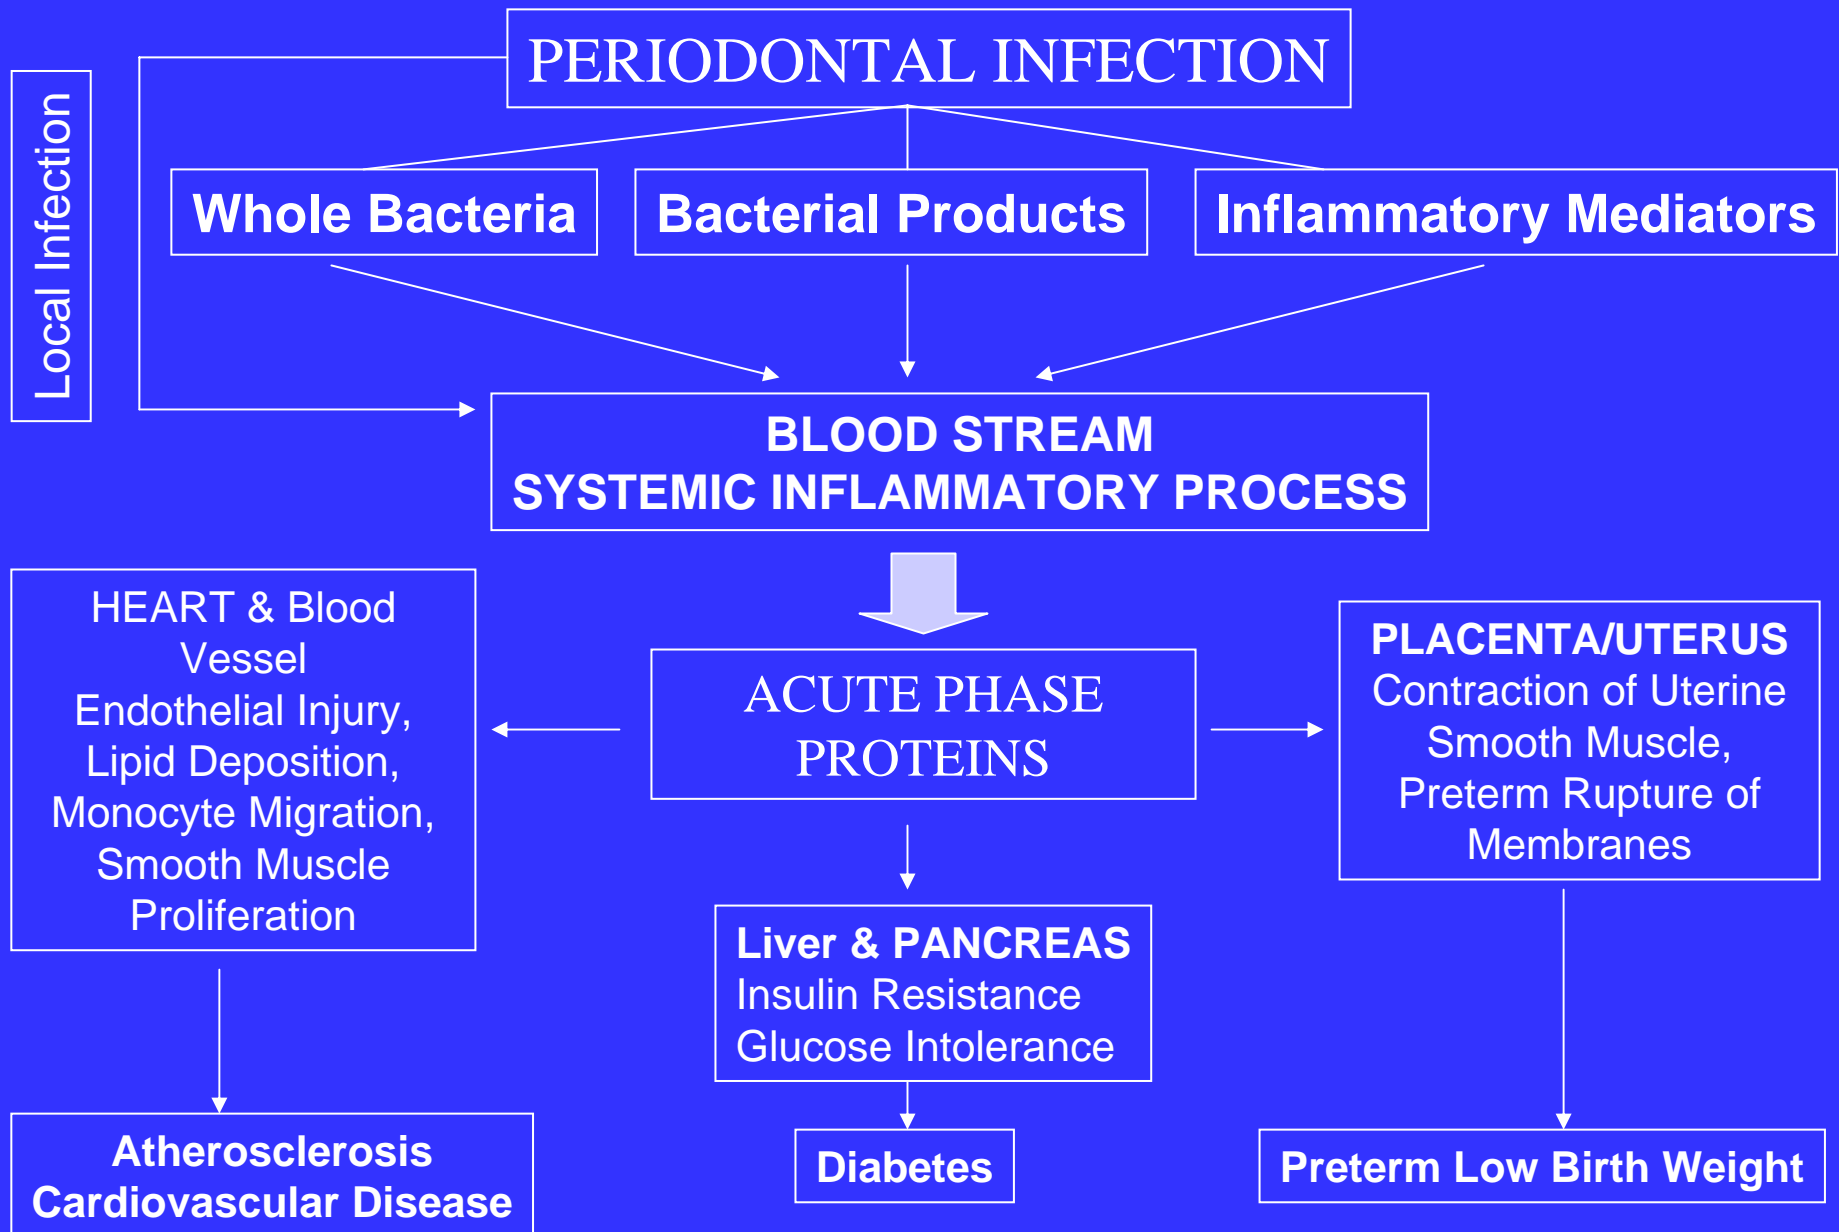 PERIODONTAL INFECTION
Local Infection
Whole Bacteria
Bacterial Products
Inflammatory Mediators
BLOOD STREAM
SYSTEMIC INFLAMMATORY PROCESS
HEART & Blood
Vessel
Endothelial Injury,
Lipid Deposition,
Monocyte Migration,
Smooth Muscle
Proliferation
ACUTE PHASE
PROTEINS
PLACENTA/UTERUS
Contraction of Uterine
Smooth Muscle,
Preterm Rupture of
Membranes
Liver & PANCREAS
Insulin Resistance
Glucose Intolerance
Atherosclerosis
Cardiovascular Disease
Diabetes
Preterm Low Birth Weight